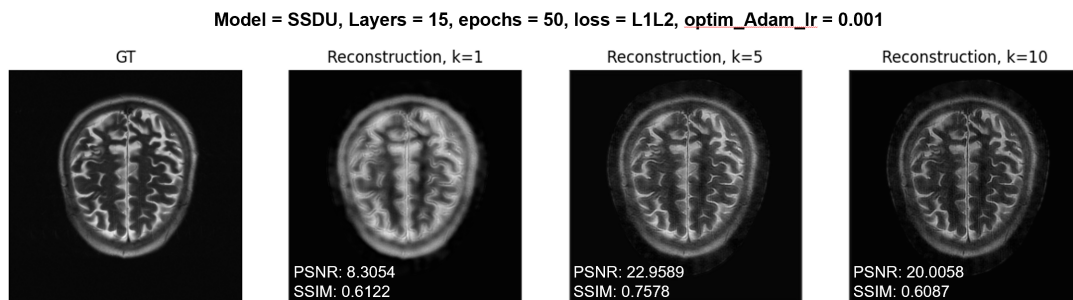 Model = SSDU, Layers = 15, epochs = 50, loss = L1L2, optim_Adam_lr = 0.001
GT
Reconstruction, k=1
Reconstruction, k=5
Reconstruction, k=10
PSNR: 8.3054
SSIM: 0.6122
PSNR: 22.9589
SSIM: 0.7578
PSNR: 20.0058
SSIM: 0.6087